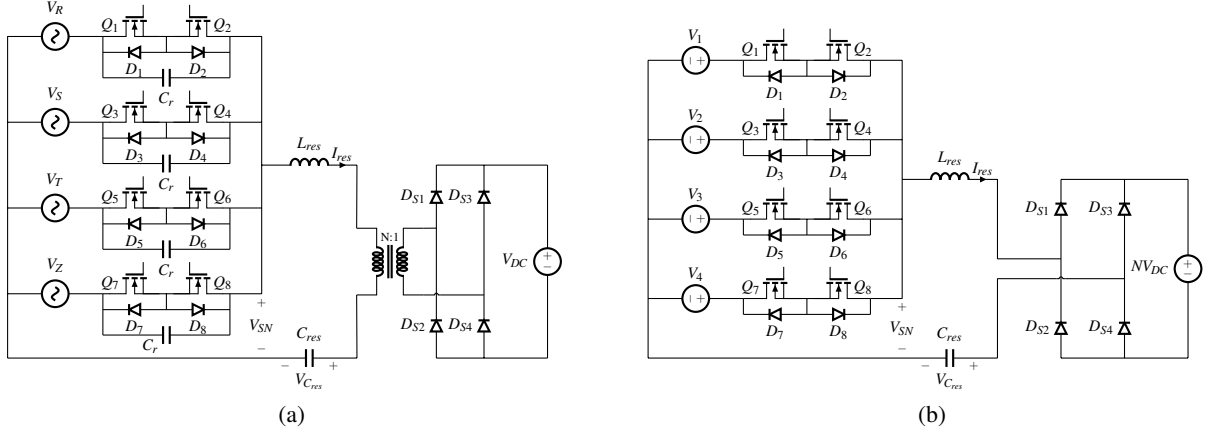 V_R
Q_1 Q_2
D_1 D_2
C_r
V_S
Q_3 Q_4
D_3 D_4
C_r
V_T
Q_5 Q_6
D_5 D_6
C_r
V_Z
Q_7 Q_8
D_7 D_8
C_r
+
V_SN
−
L_res
I_res
N:1
D_S1 D_S3
D_S2 D_S4
V_DC
+
−
C_res
− +
V_Cres
(a)
V_1
− +
Q_1 Q_2
D_1 D_2
V_2
− +
Q_3 Q_4
D_3 D_4
V_3
− +
Q_5 Q_6
D_5 D_6
V_4
− +
Q_7 Q_8
D_7 D_8
+
V_SN
−
L_res
I_res
D_S1 D_S3
D_S2 D_S4
NV_DC
+
−
C_res
− +
V_Cres
(b)